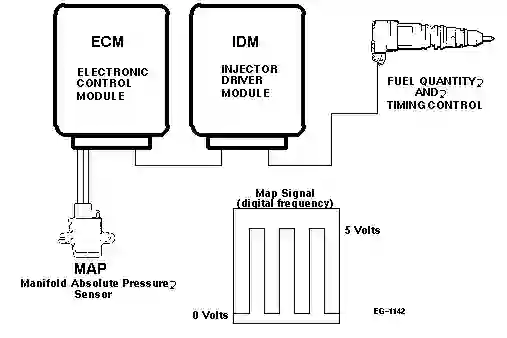 ECM
ELECTRONIC
CONTROL
MODULE
IDM
INJECTOR
DRIVER
MODULE
FUEL QUANTITY
AND
TIMING CONTROL
MAP
Manifold Absolute Pressure
Sensor
Map Signal
(digital frequency)
5 Volts
0 Volts
EG-1142